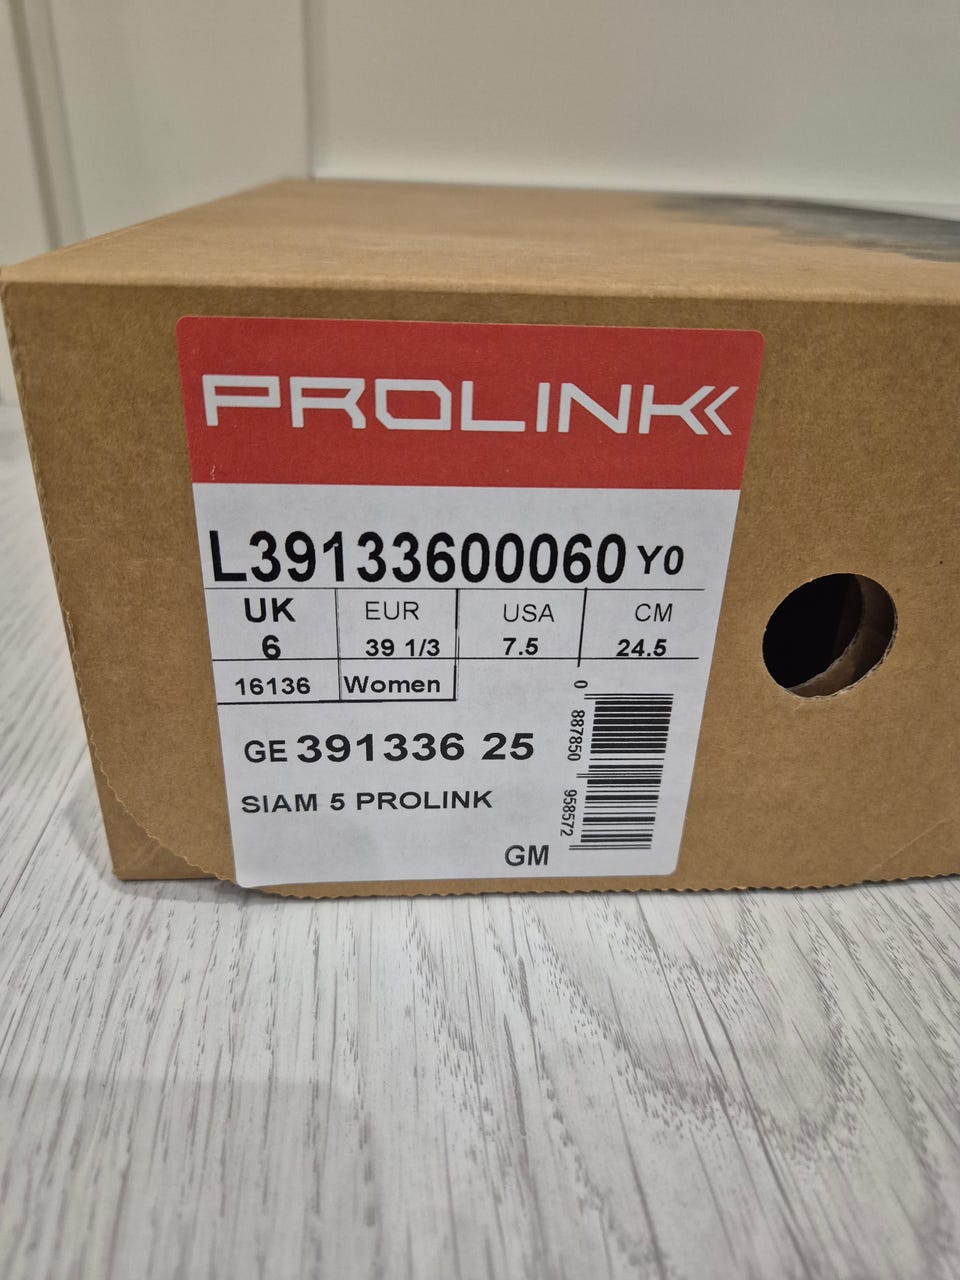 PROLINK
L39133600060 Y0
UK EUR USA CM
6 39 1/3 7.5 24.5
16136 Women
GE 391336 25
SIAM 5 PROLINK
GM
0 887850 958572